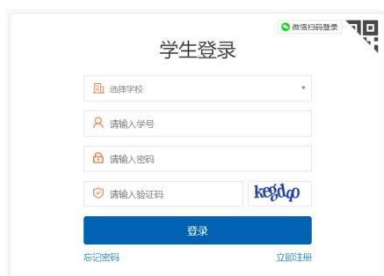 微信扫码登录
学生登录
选择学校
请输入学号
请输入密码
请输入验证码
kegdqo
登录
忘记密码
立即注册